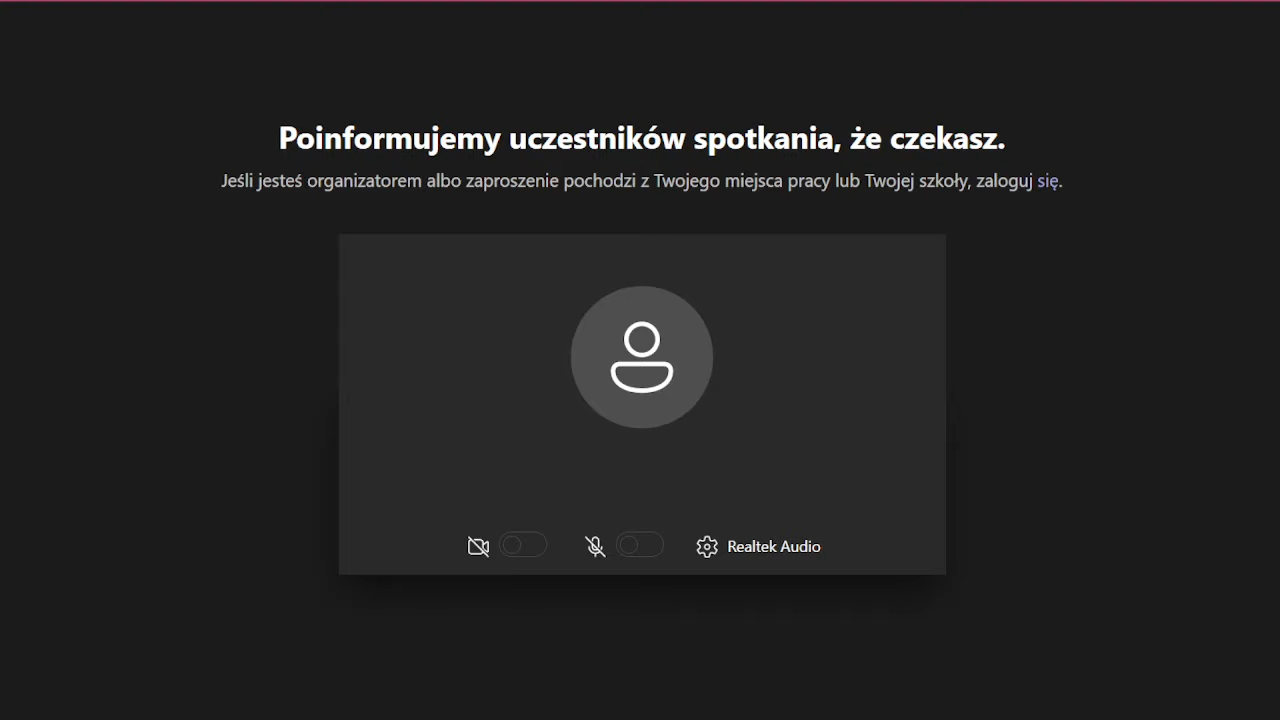 Poinformujemy uczestników spotkania, że czekasz.
Jeśli jesteś organizatorem albo zaproszenie pochodzi z Twojego miejsca pracy lub Twojej szkoły, zaloguj się.
Realtek Audio